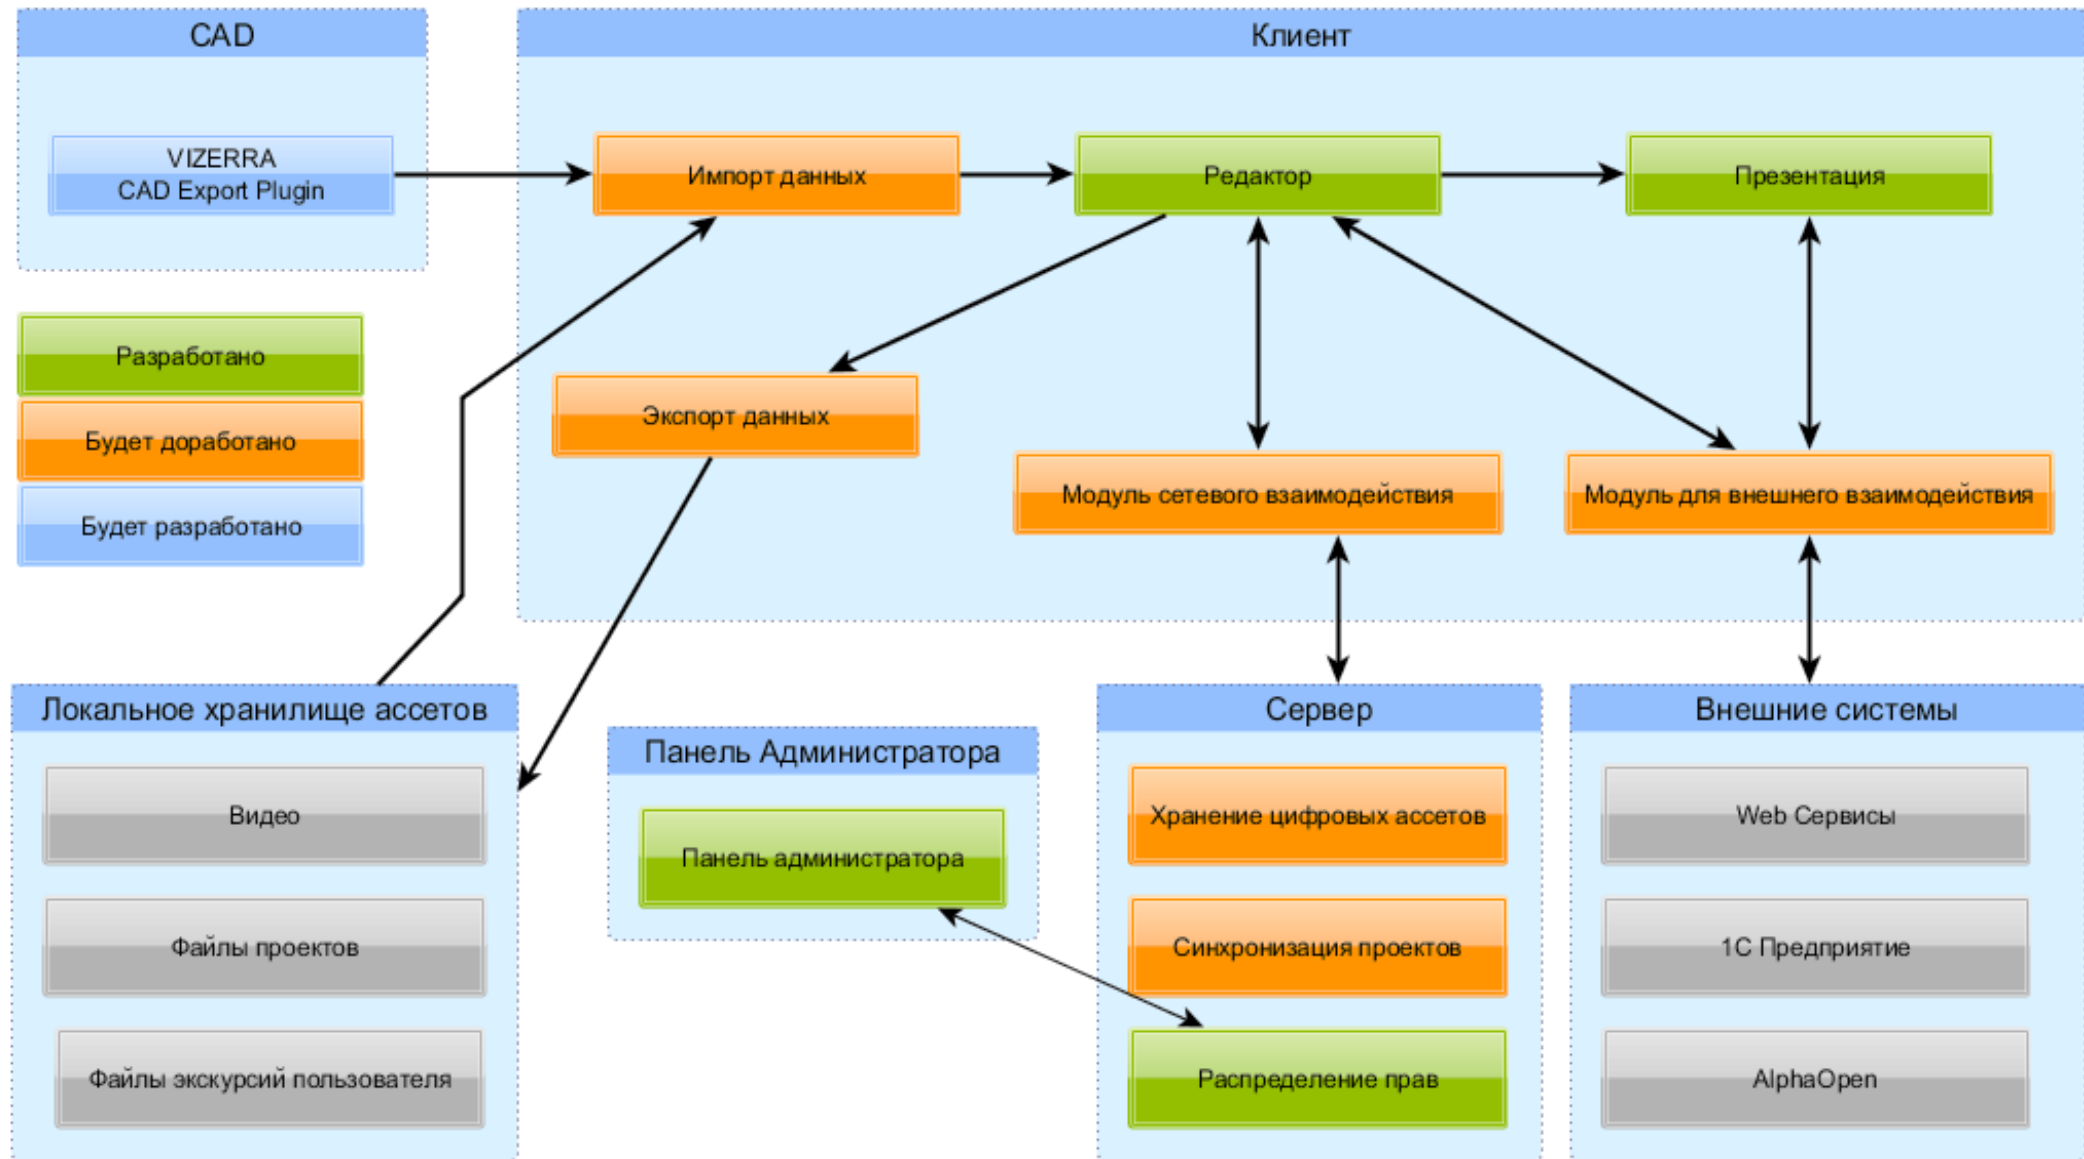 CAD
Клиент
VIZERRA
CAD Export Plugin
Импорт данных
Редактор
Презентация
Разработано
Будет доработано
Будет разработано
Экспорт данных
Модуль сетевого взаимодействия
Модуль для внешнего взаимодействия
Локальное хранилище ассетов
Видео
Файлы проектов
Файлы экскурсий пользователя
Панель Администратора
Панель администратора
Сервер
Хранение цифровых ассетов
Синхронизация проектов
Распределение прав
Внешние системы
Web Сервисы
1С Предприятие
AlphaOpen